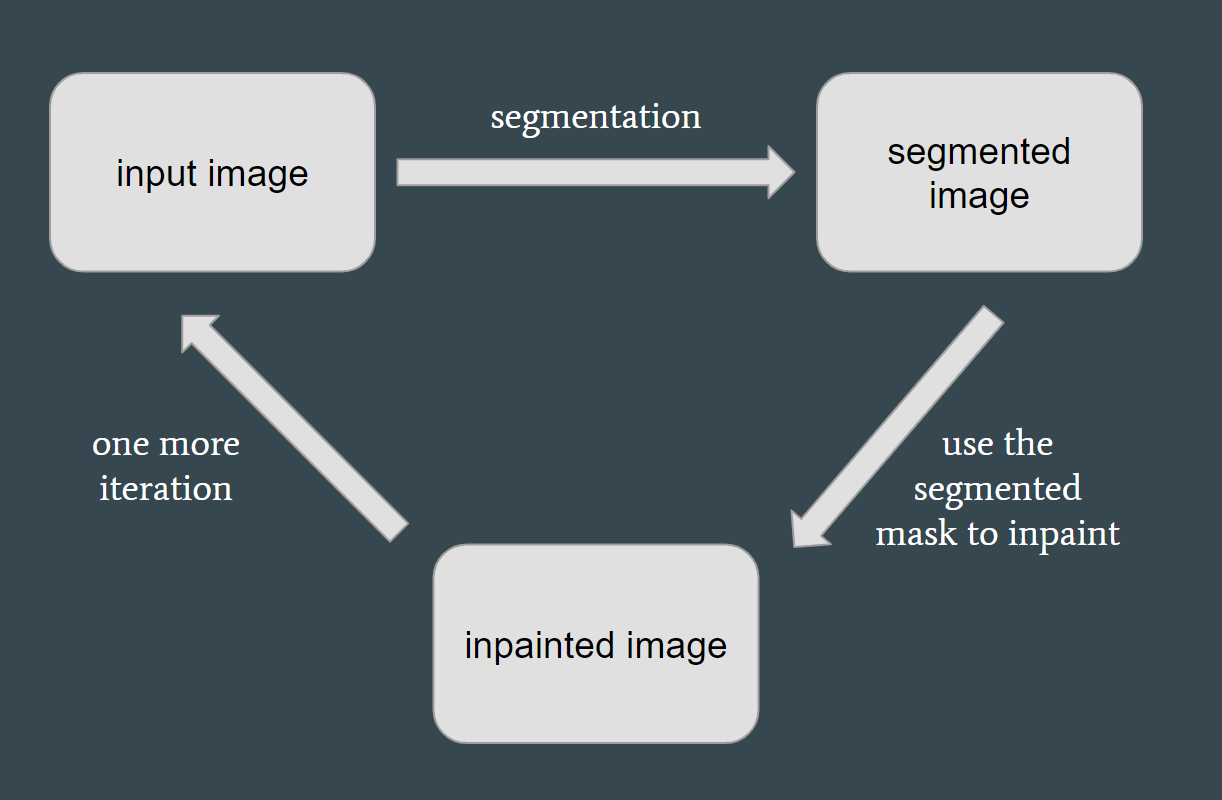 input image
segmentation
segmented
image
one more
iteration
use the
segmented
mask to inpaint
inpainted image